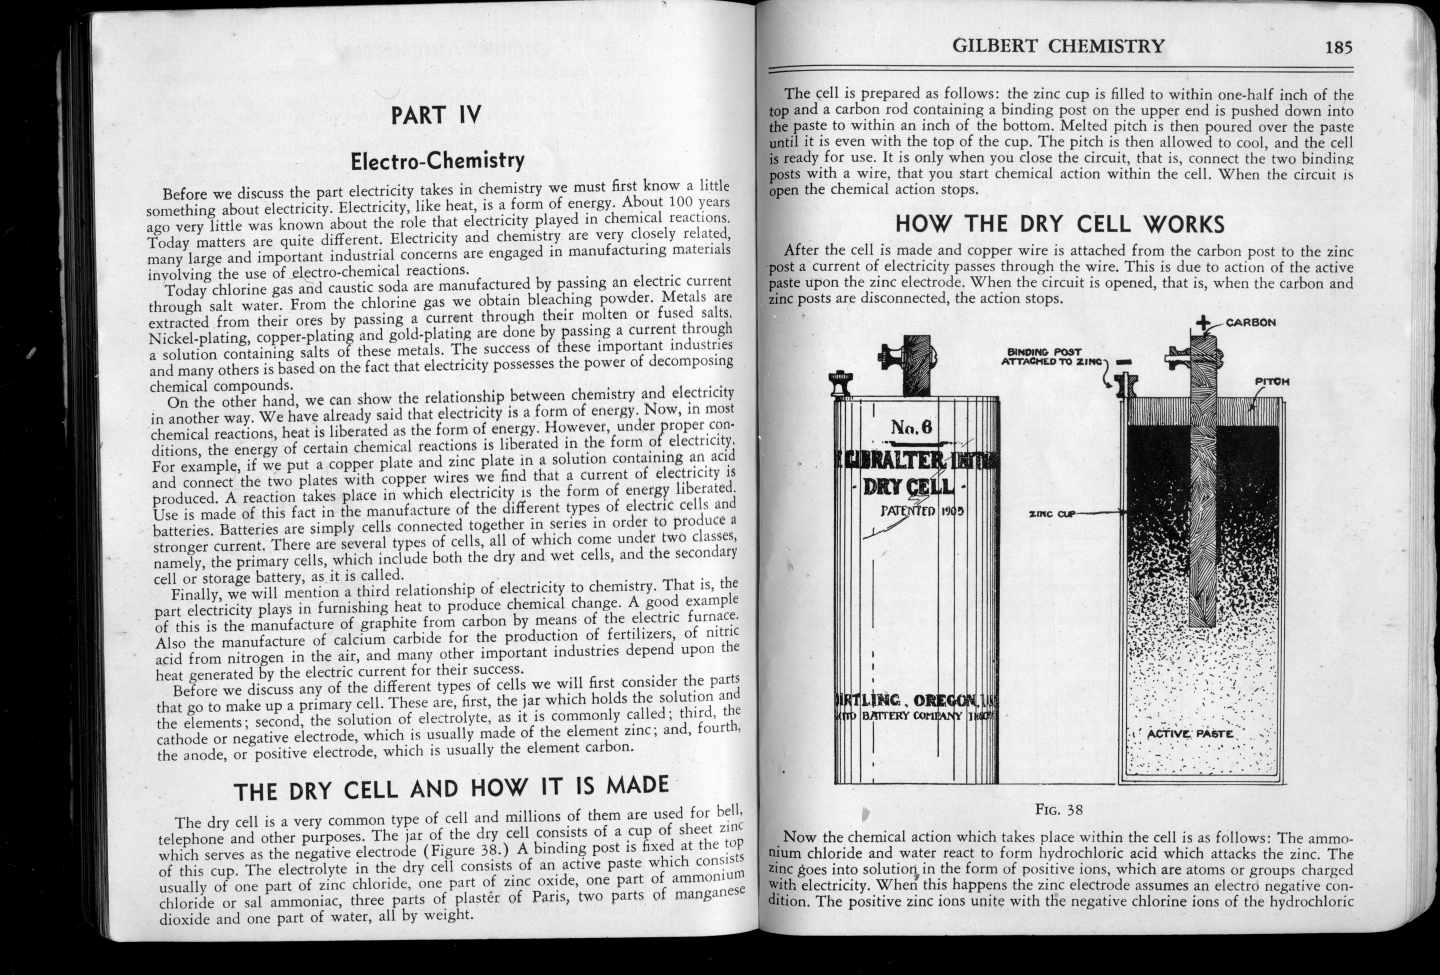 PART IV
Electro-Chemistry
Before we discuss the part electricity takes in chemistry we must first know a little
something about electricity. Electricity, like heat, is a form of energy. About 100 years
ago very little was known about the role that electricity played in chemical reactions.
Today matters are quite different. Electricity and chemistry are very closely related,
many large and important industrial concerns are engaged in manufacturing materials
involving the use of electro-chemical reactions.
Today chlorine gas and caustic soda are manufactured by passing an electric current
through salt water. From the chlorine gas we obtain bleaching powder. Metals are
extracted from their ores by passing a current through their molten or fused salts.
Nickel-plating, copper-plating and gold-plating are done by passing a current through
a solution containing salts of these metals. The success of these important industries
and many others is based on the fact that electricity possesses the power of decomposing
chemical compounds.
On the other hand, we can show the relationship between chemistry and electricity
in another way. We have already said that electricity is a form of energy. Now, in most
chemical reactions, heat is liberated as the form of energy. However, under proper con-
ditions, the energy of certain chemical reactions is liberated in the form of electricity.
For example, if we put a copper plate and zinc plate in a solution containing an acid
and connect the two plates with copper wires we find that a current of electricity is
produced. A reaction takes place in which electricity is the form of energy liberated.
Use is made of this fact in the manufacture of the different types of electric cells and
batteries. Batteries are simply cells connected together in series in order to produce a
stronger current. There are several types of cells, all of which come under two classes,
namely, the primary cells, which include both the dry and wet cells, and the secondary
cell or storage battery, as it is called.
Finally, we will mention a third relationship of electricity to chemistry. That is, the
part electricity plays in furnishing heat to produce chemical change. A good example
of this is the manufacture of graphite from carbon by means of the electric furnace.
Also the manufacture of calcium carbide for the production of fertilizers, of nitric
acid from nitrogen in the air, and many other important industries depend upon the
heat generated by the electric current for their success.
Before we discuss any of the different types of cells we will first consider the parts
that go to make up a primary cell. These are, first, the jar which holds the solution and
the elements; second, the solution of electrolyte, as it is commonly called; third, the
cathode or negative electrode, which is usually made of the element zinc; and, fourth,
the anode, or positive electrode, which is usually the element carbon.
THE DRY CELL AND HOW IT IS MADE
The dry cell is a very common type of cell and millions of them are used for bell,
telephone and other purposes. The jar of the dry cell consists of a cup of sheet zinc
which serves as the negative electrode (Figure 38.) A binding post is fixed at the top
of this cup. The electrolyte in the dry cell consists of an active paste which consists
usually of one part of zinc chloride, one part of zinc oxide, one part of ammonium
chloride or sal ammoniac, three parts of plaster of Paris, two parts of manganese
dioxide and one part of water, all by weight.
GILBERT CHEMISTRY 185
The cell is prepared as follows: the zinc cup is filled to within one-half inch of the
top and a carbon rod containing a binding post on the upper end is pushed down into
the paste to within an inch of the bottom. Melted pitch is then poured over the paste
until it is even with the top of the cup. The pitch is then allowed to cool, and the cell
is ready for use. It is only when you close the circuit, that is, connect the two binding
posts with a wire, that you start chemical action within the cell. When the circuit is
open the chemical action stops.
HOW THE DRY CELL WORKS
After the cell is made and copper wire is attached from the carbon post to the zinc
post a current of electricity passes through the wire. This is due to action of the active
paste upon the zinc electrode. When the circuit is opened, that is, when the carbon and
zinc posts are disconnected, the action stops.
+ CARBON
BINDING POST
ATTACHED TO ZINC -
PITCH
No. 6
GIBRALTER
DRY CELL
PATENTED 1905
ZINC CUP
OREGON,
BATTERY COMPANY
ACTIVE PASTE
FIG. 38
Now the chemical action which takes place within the cell is as follows: The ammo-
nium chloride and water react to form hydrochloric acid which attacks the zinc. The
zinc goes into solution in the form of positive ions, which are atoms or groups charged
with electricity. When this happens the zinc electrode assumes an electro negative con-
dition. The positive zinc ions unite with the negative chlorine ions of the hydrochloric